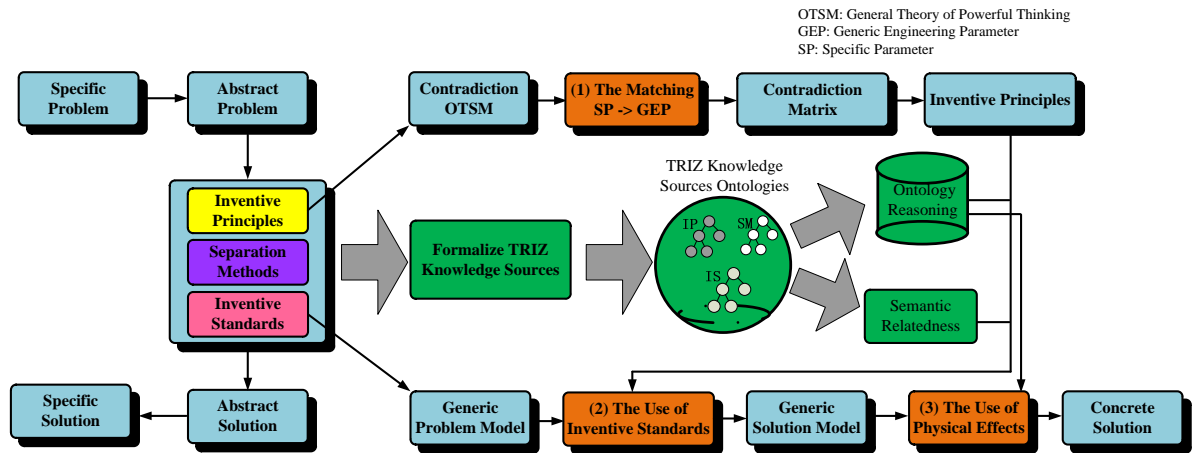 OTSM: General Theory of Powerful Thinking
GEP: Generic Engineering Parameter
SP: Specific Parameter
Specific
Problem
Abstract
Problem
Contradiction
OTSM
(1) The Matching
SP -> GEP
Contradiction
Matrix
Inventive Principles
Inventive
Principles
Separation
Methods
Inventive
Standards
Formalize TRIZ
Knowledge Sources
TRIZ Knowledge
Sources Ontologies
IP
SM
IS
Ontology
Reasoning
Semantic
Relatedness
Specific
Solution
Abstract
Solution
Generic
Problem Model
(2) The Use of
Inventive Standards
Generic
Solution Model
(3) The Use of
Physical Effects
Concrete
Solution